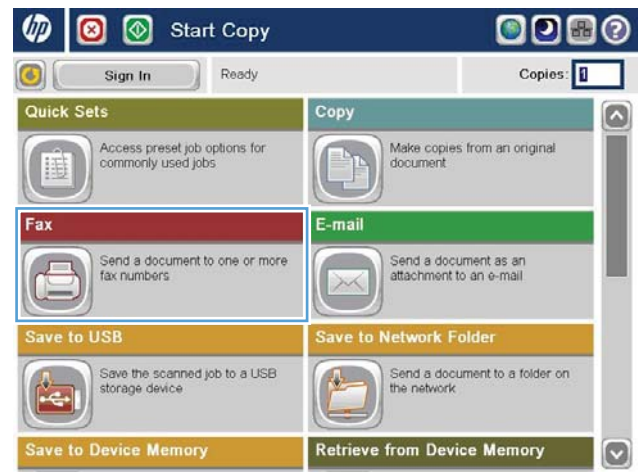 hp Start Copy
Sign In Ready Copies: 1
Quick Sets Copy
Access preset job options for Make copies from an original
commonly used jobs document
Fax E-mail
Send a document to one or more Send a document as an
fax numbers attachment to an e-mail
Save to USB Save to Network Folder
Save the scanned job to a USB Send a document to a folder on
storage device the network
Save to Device Memory Retrieve from Device Memory